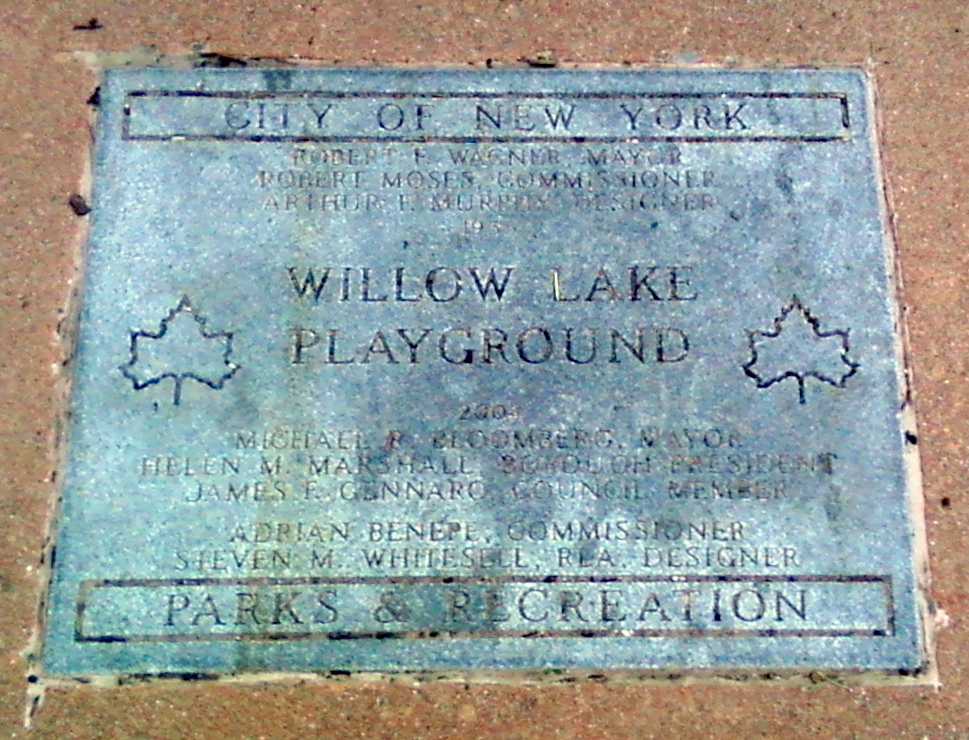 CITY OF NEW YORK
ROBERT F. WAGNER, MAYOR
ROBERT MOSES, COMMISSIONER
ARTHUR F. MURPHY, DESIGNER
WILLOW LAKE
PLAYGROUND
MICHAEL R. BLOOMBERG, MAYOR
HELEN M. MARSHALL, BOROUGH PRESIDENT
JAMES F. GENNARO, COUNCIL MEMBER
ADRIAN BENEPE, COMMISSIONER
STEVEN M. WHITESELL, RLA, DESIGNER
PARKS & RECREATION